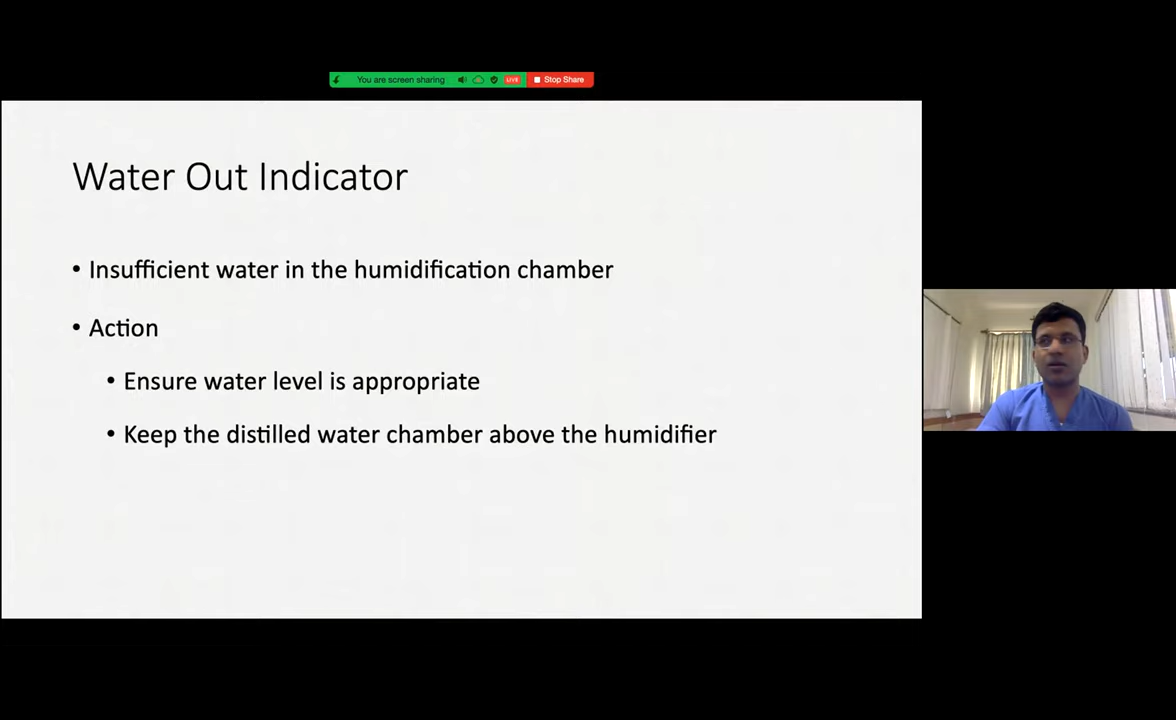 You are screen sharing LIVE Stop Share
Water Out Indicator
• Insufficient water in the humidification chamber
• Action
• Ensure water level is appropriate
• Keep the distilled water chamber above the humidifier